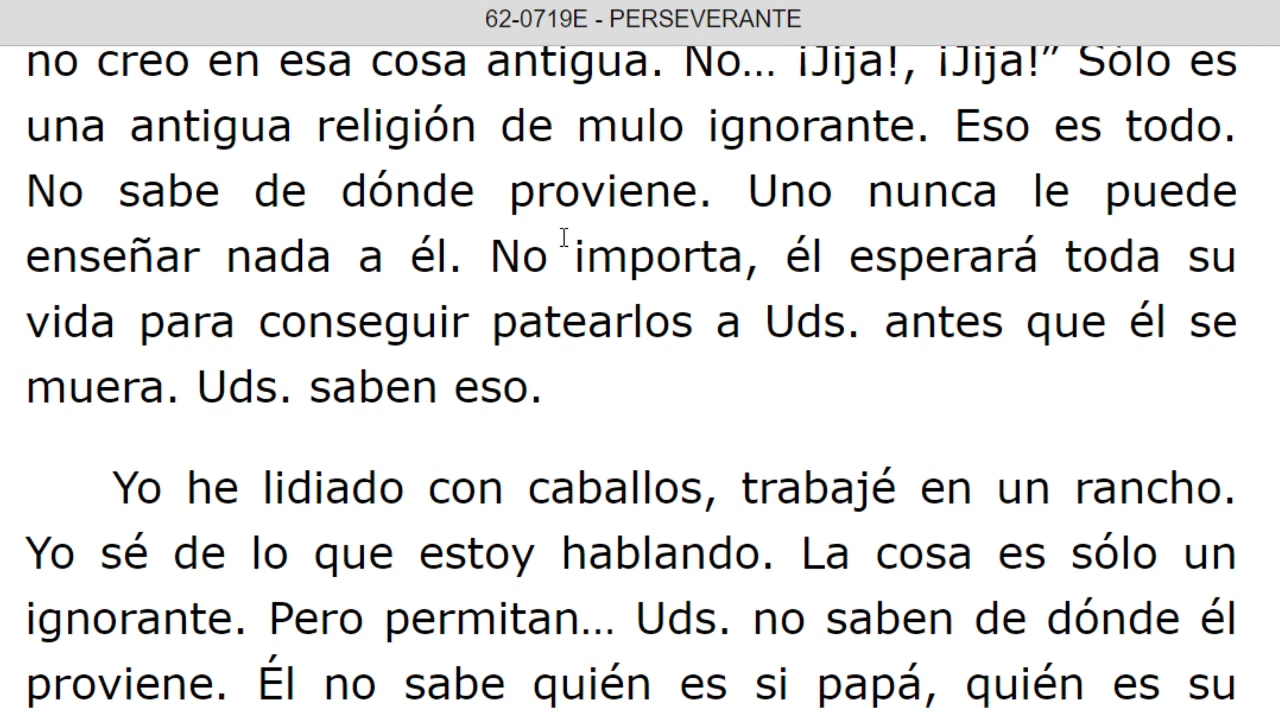 62-0719E - PERSEVERANTE
no creo en esa cosa antigua. No… ¡Jija!, ¡Jija!” Sólo es
una antigua religión de mulo ignorante. Eso es todo.
No sabe de dónde proviene. Uno nunca le puede
enseñar nada a él. No importa, él esperará toda su
vida para conseguir patearlos a Uds. antes que él se
muera. Uds. saben eso.
Yo he lidiado con caballos, trabajé en un rancho.
Yo sé de lo que estoy hablando. La cosa es sólo un
ignorante. Pero permitan… Uds. no saben de dónde él
proviene. Él no sabe quién es si papá, quién es su